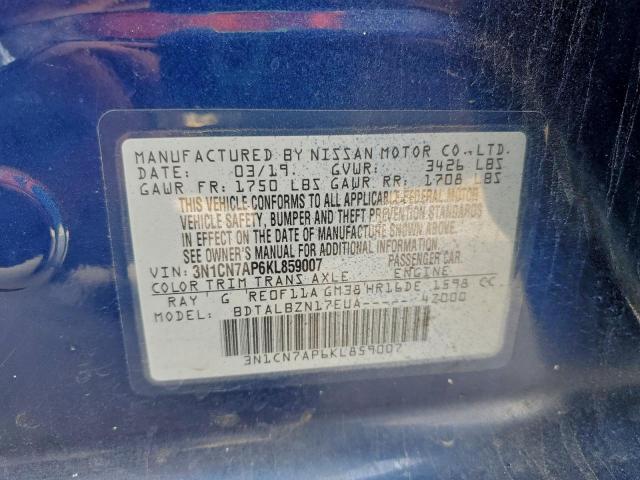 MANUFACTURED BY NISSAN MOTOR CO., LTD.
DATE: 03/19 GVWR: 3426 LBS
GAWR FR: 1750 LBS GAWR RR: 1708 LBS
THIS VEHICLE CONFORMS TO ALL APPLICABLE FEDERAL MOTOR
VEHICLE SAFETY, BUMPER AND THEFT PREVENTION STANDARDS
IN EFFECT ON THE DATE OF MANUFACTURE SHOWN ABOVE.
SEE OWNER'S MANUAL FOR ADDITIONAL INFORMATION.
VIN: 3N1CN7AP6KL859007 PASSENGER CAR
COLOR TRIM TRANS AXLE ENGINE
RAY G RE0F11A GM38 HR16DE 1598 CC
MODEL: BDTALBZN17EUA------ 4Z000
3N1CN7AP6KL859007